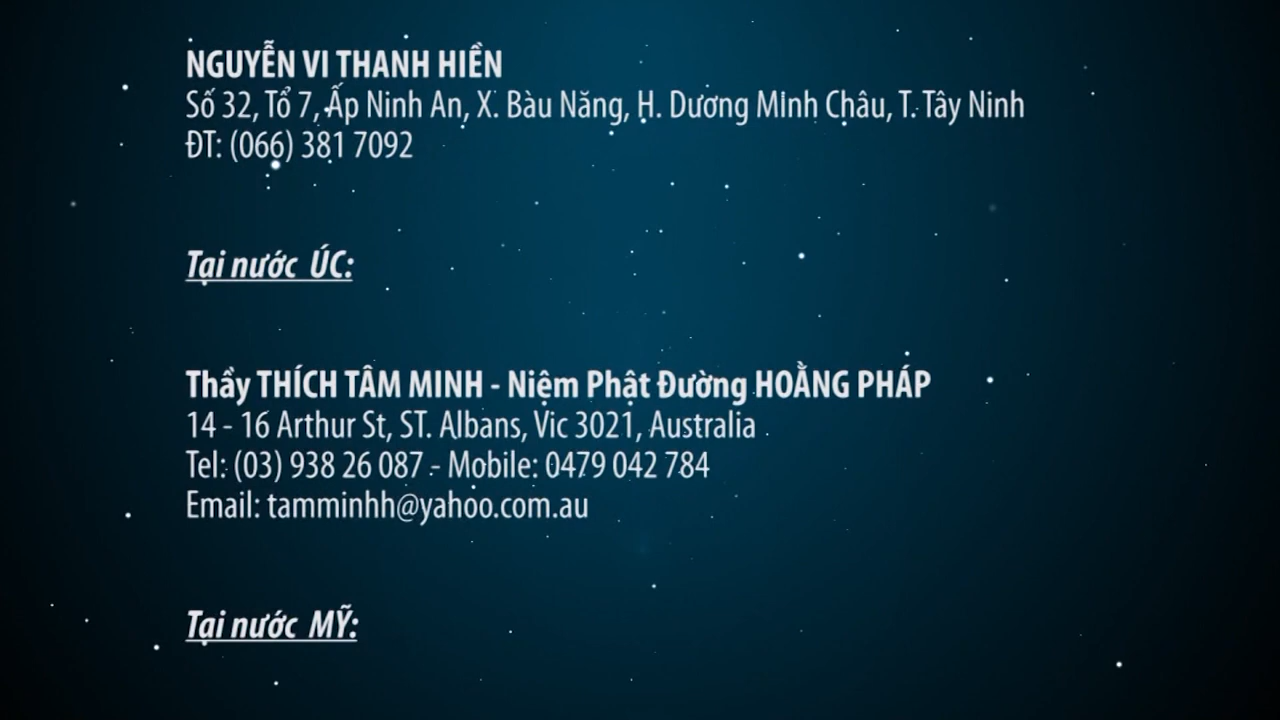 NGUYỄN VI THANH HIỀN
Số 32, Tổ 7, Ấp Ninh An, X. Bàu Năng, H. Dương Minh Châu, T. Tây Ninh
ĐT: (066) 381 7092
Tại nước ÚC:
Thầy THÍCH TÂM MINH - Niệm Phật Đường HOẰNG PHÁP
14 - 16 Arthur St, ST. Albans, Vic 3021, Australia
Tel: (03) 938 26 087 - Mobile: 0479 042 784
Email: tamminhh@yahoo.com.au
Tại nước MỸ: